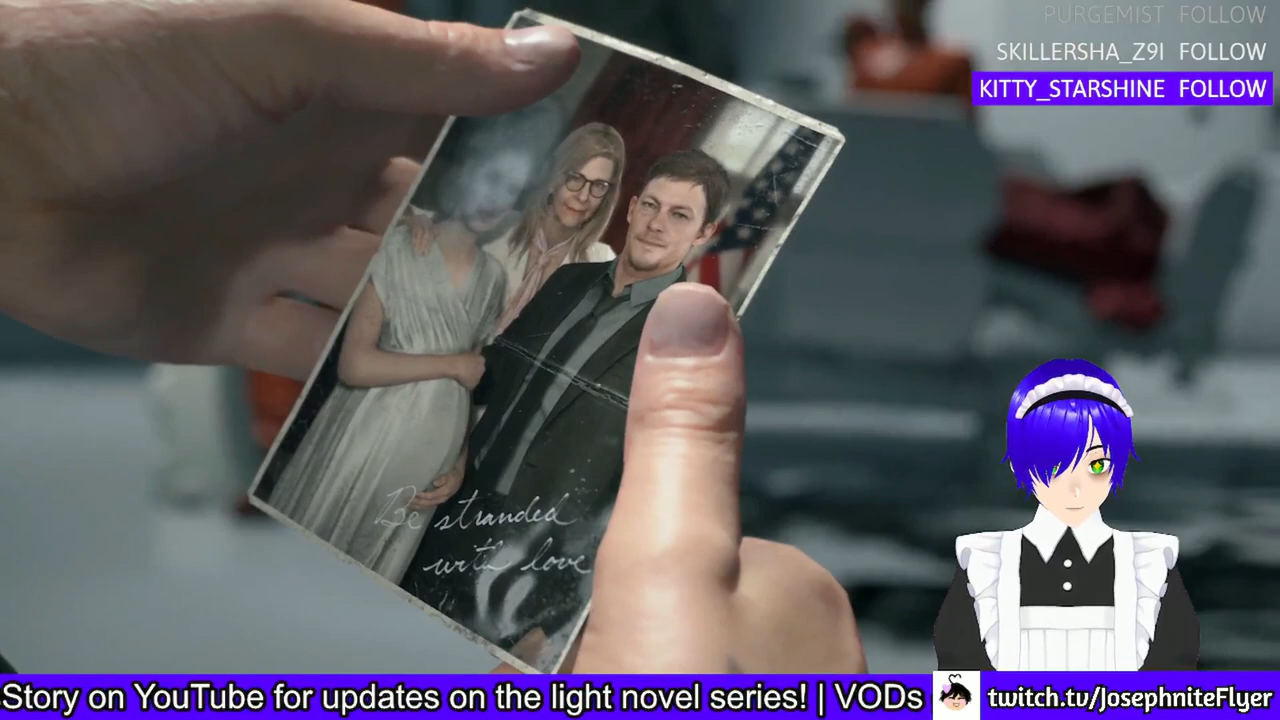 PURGEMIST FOLLOW
SKILLERSHA_Z9I FOLLOW
KITTY_STARSHINE FOLLOW
Be stranded
with love
Story on YouTube for updates on the light novel series! | VODs
twitch.tv/JosephniteFlyer